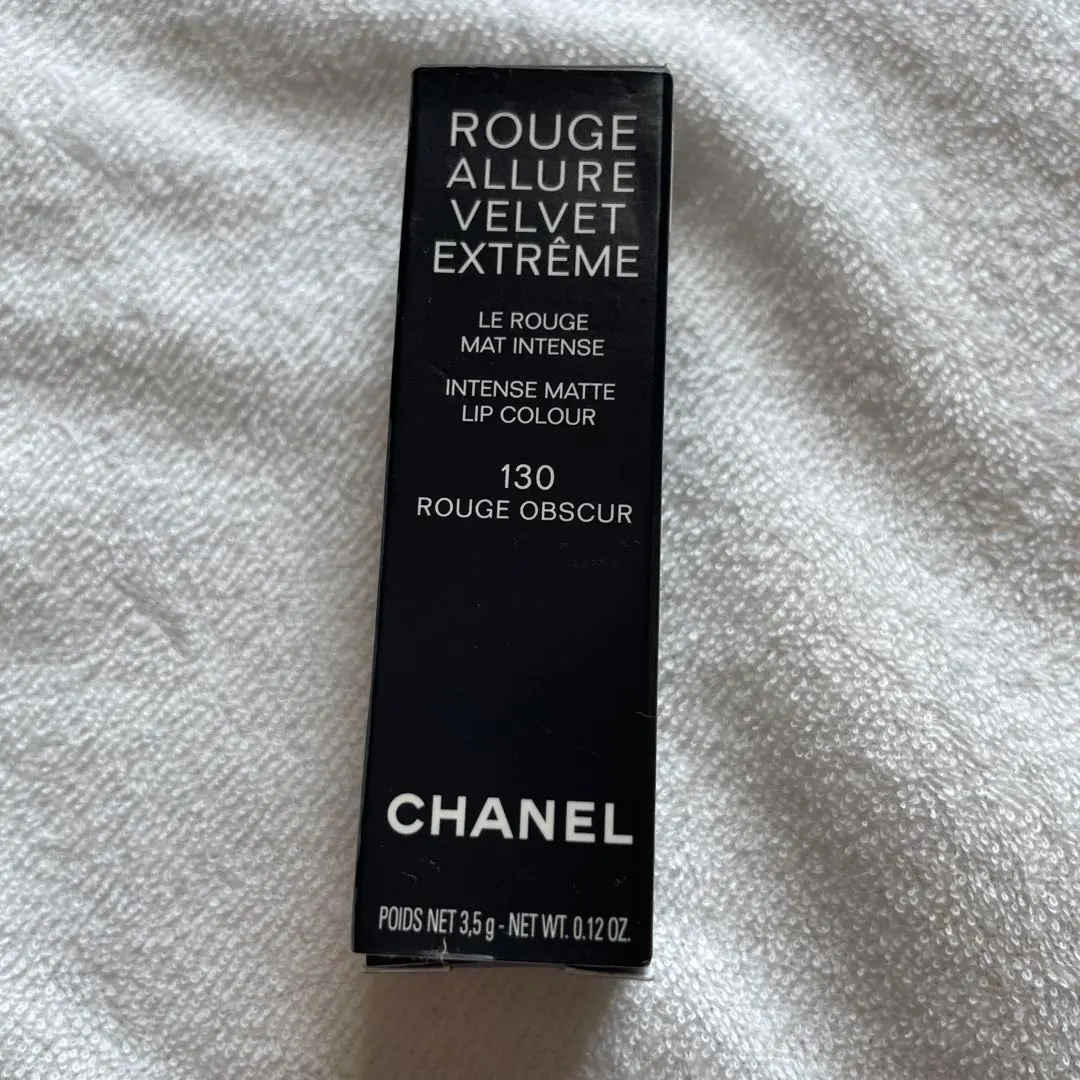 ROUGE
ALLURE
VELVET
EXTRÊME
LE ROUGE
MAT INTENSE
INTENSE MATTE
LIP COLOUR
130
ROUGE OBSCUR
CHANEL
POIDS NET 3,5 g - NET WT. 0.12 OZ.